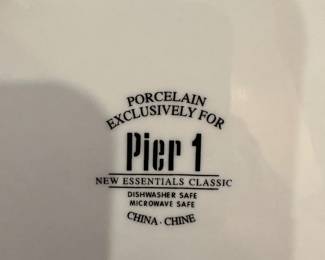 PORCELAIN
EXCLUSIVELY FOR
Pier 1
NEW ESSENTIALS CLASSIC
DISHWASHER SAFE
MICROWAVE SAFE
CHINA · CHINE